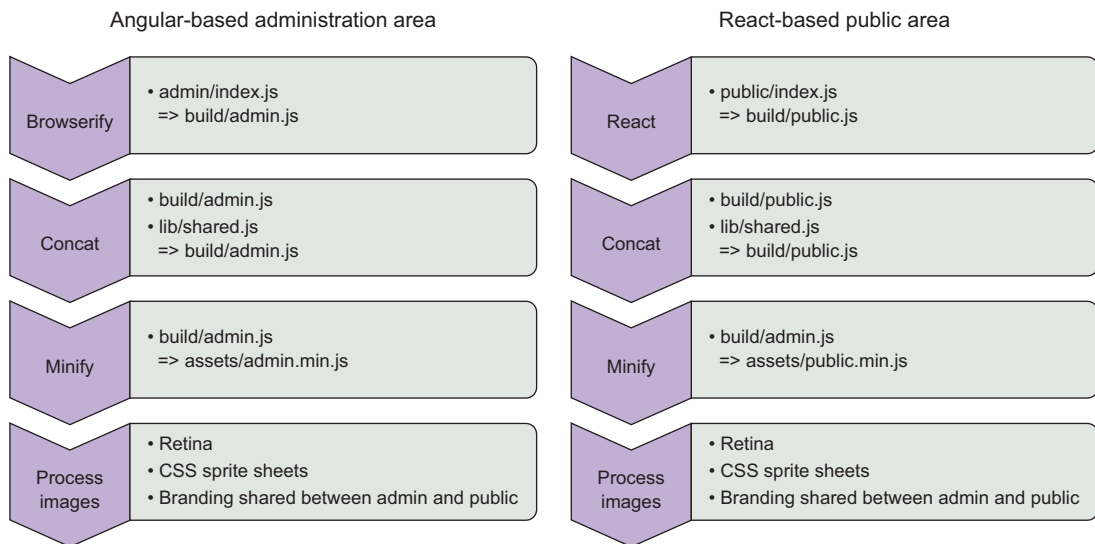 Angular-based administration area
Browserify
• admin/index.js
=> build/admin.js
Concat
• build/admin.js
• lib/shared.js
=> build/admin.js
Minify
• build/admin.js
=> assets/admin.min.js
Process
images
• Retina
• CSS sprite sheets
• Branding shared between admin and public
React-based public area
React
• public/index.js
=> build/public.js
Concat
• build/public.js
• lib/shared.js
=> build/public.js
Minify
• build/admin.js
=> assets/public.min.js
Process
images
• Retina
• CSS sprite sheets
• Branding shared between admin and public